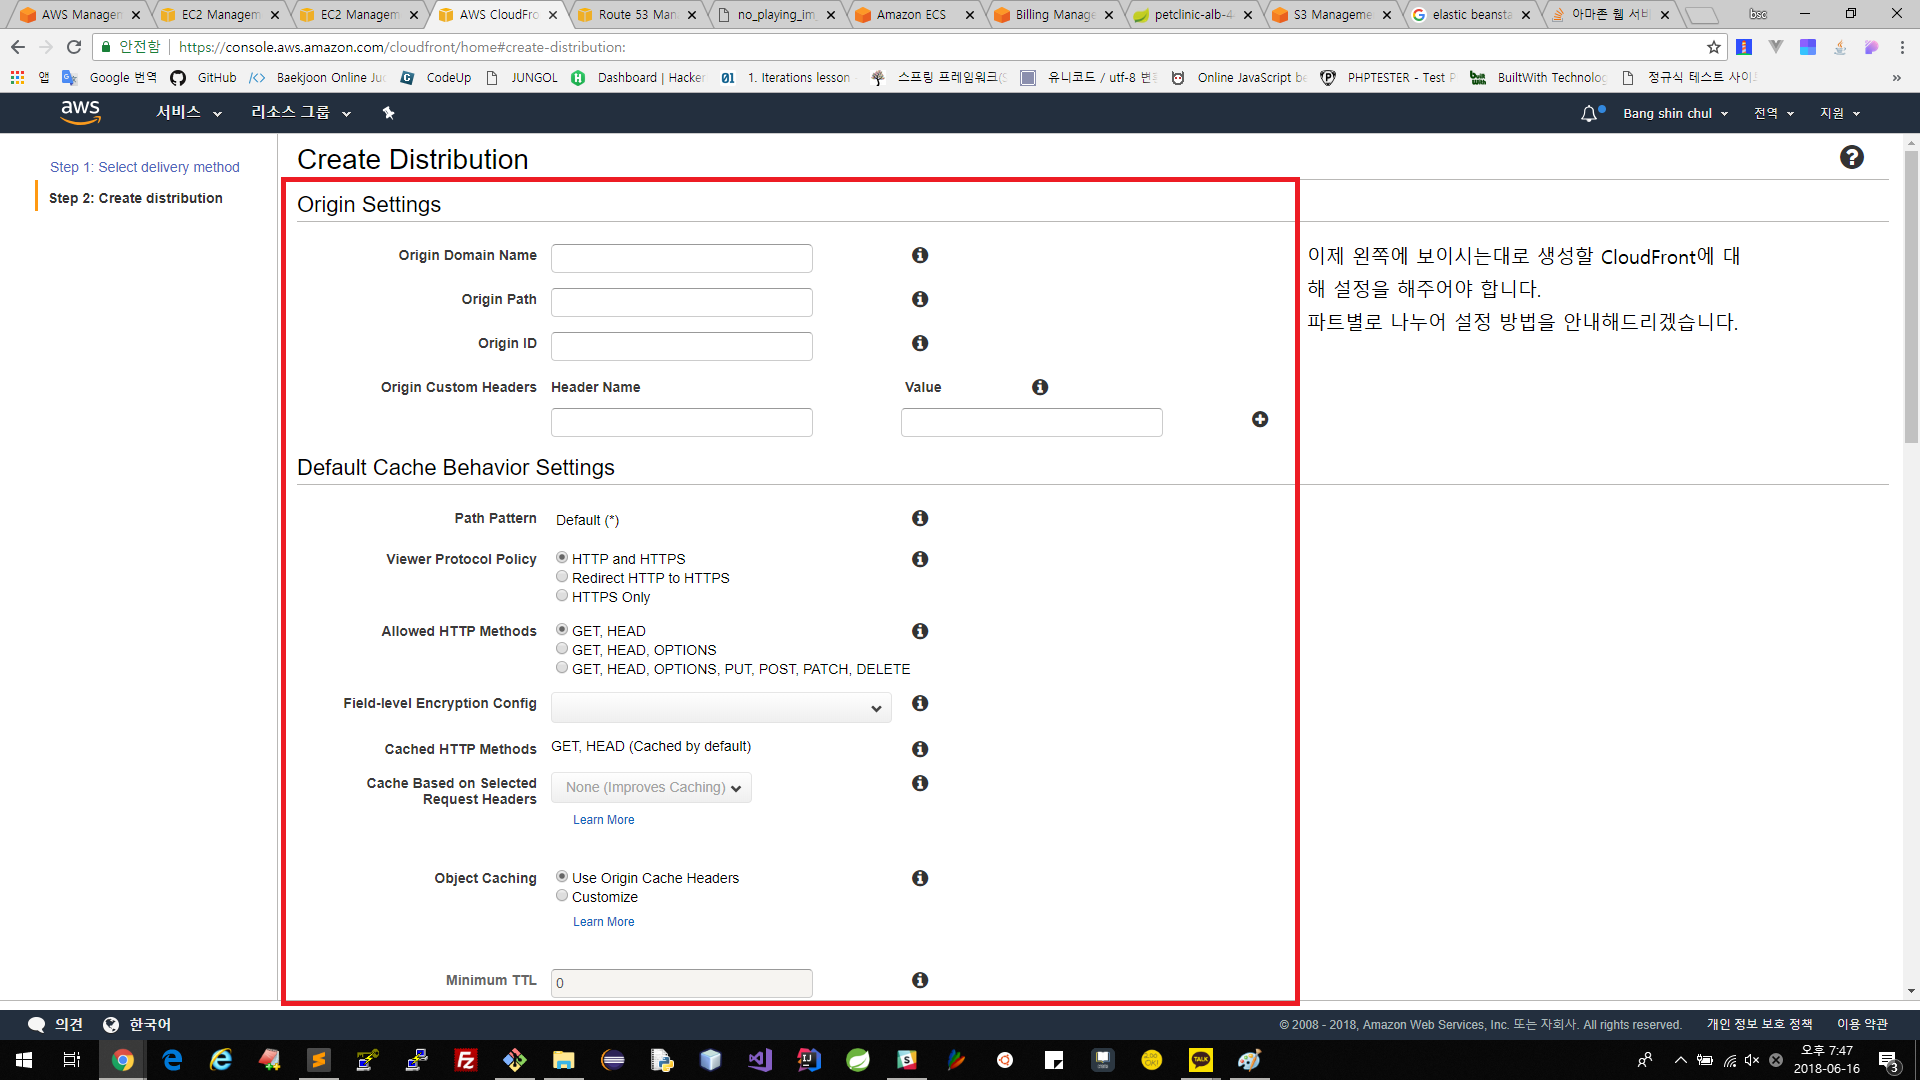 AWS Managem
EC2 Managem
EC2 Managem
AWS CloudFro
Route 53 Man
no_playing_im
Amazon ECS
Billing Manage
petclinic-alb-4
S3 Manageme
elastic beansta
아마존 웹 서비
bsc
안전함
https://console.aws.amazon.com/cloudfront/home#create-distribution:
앱
Google 번역
GitHub
Baekjoon Online Juc
CodeUp
JUNGOL
Dashboard | Hacker
1. Iterations lesson
스프링 프레임워크(S
유니코드 / utf-8 변환
Online JavaScript be
PHPTESTER - Test P
BuiltWith Technolog
정규식 테스트 사이트
aws
서비스
리소스 그룹
Bang shin chul
전역
지원
Step 1: Select delivery method
Step 2: Create distribution
Create Distribution
Origin Settings
Origin Domain Name
Origin Path
Origin ID
Origin Custom Headers
Header Name
Value
이제 왼쪽에 보이시는대로 생성할 CloudFront에 대
해 설정을 해주어야 합니다.
파트별로 나누어 설정 방법을 안내해드리겠습니다.
Default Cache Behavior Settings
Path Pattern
Default (*)
Viewer Protocol Policy
HTTP and HTTPS
Redirect HTTP to HTTPS
HTTPS Only
Allowed HTTP Methods
GET, HEAD
GET, HEAD, OPTIONS
GET, HEAD, OPTIONS, PUT, POST, PATCH, DELETE
Field-level Encryption Config
Cached HTTP Methods
GET, HEAD (Cached by default)
Cache Based on Selected
Request Headers
None (Improves Caching)
Learn More
Object Caching
Use Origin Cache Headers
Customize
Learn More
Minimum TTL
0
의견
한국어
© 2008 - 2018, Amazon Web Services, Inc. 또는 자회사. All rights reserved.
개인 정보 보호 정책
이용 약관
오후 7:47
2018-06-16
3